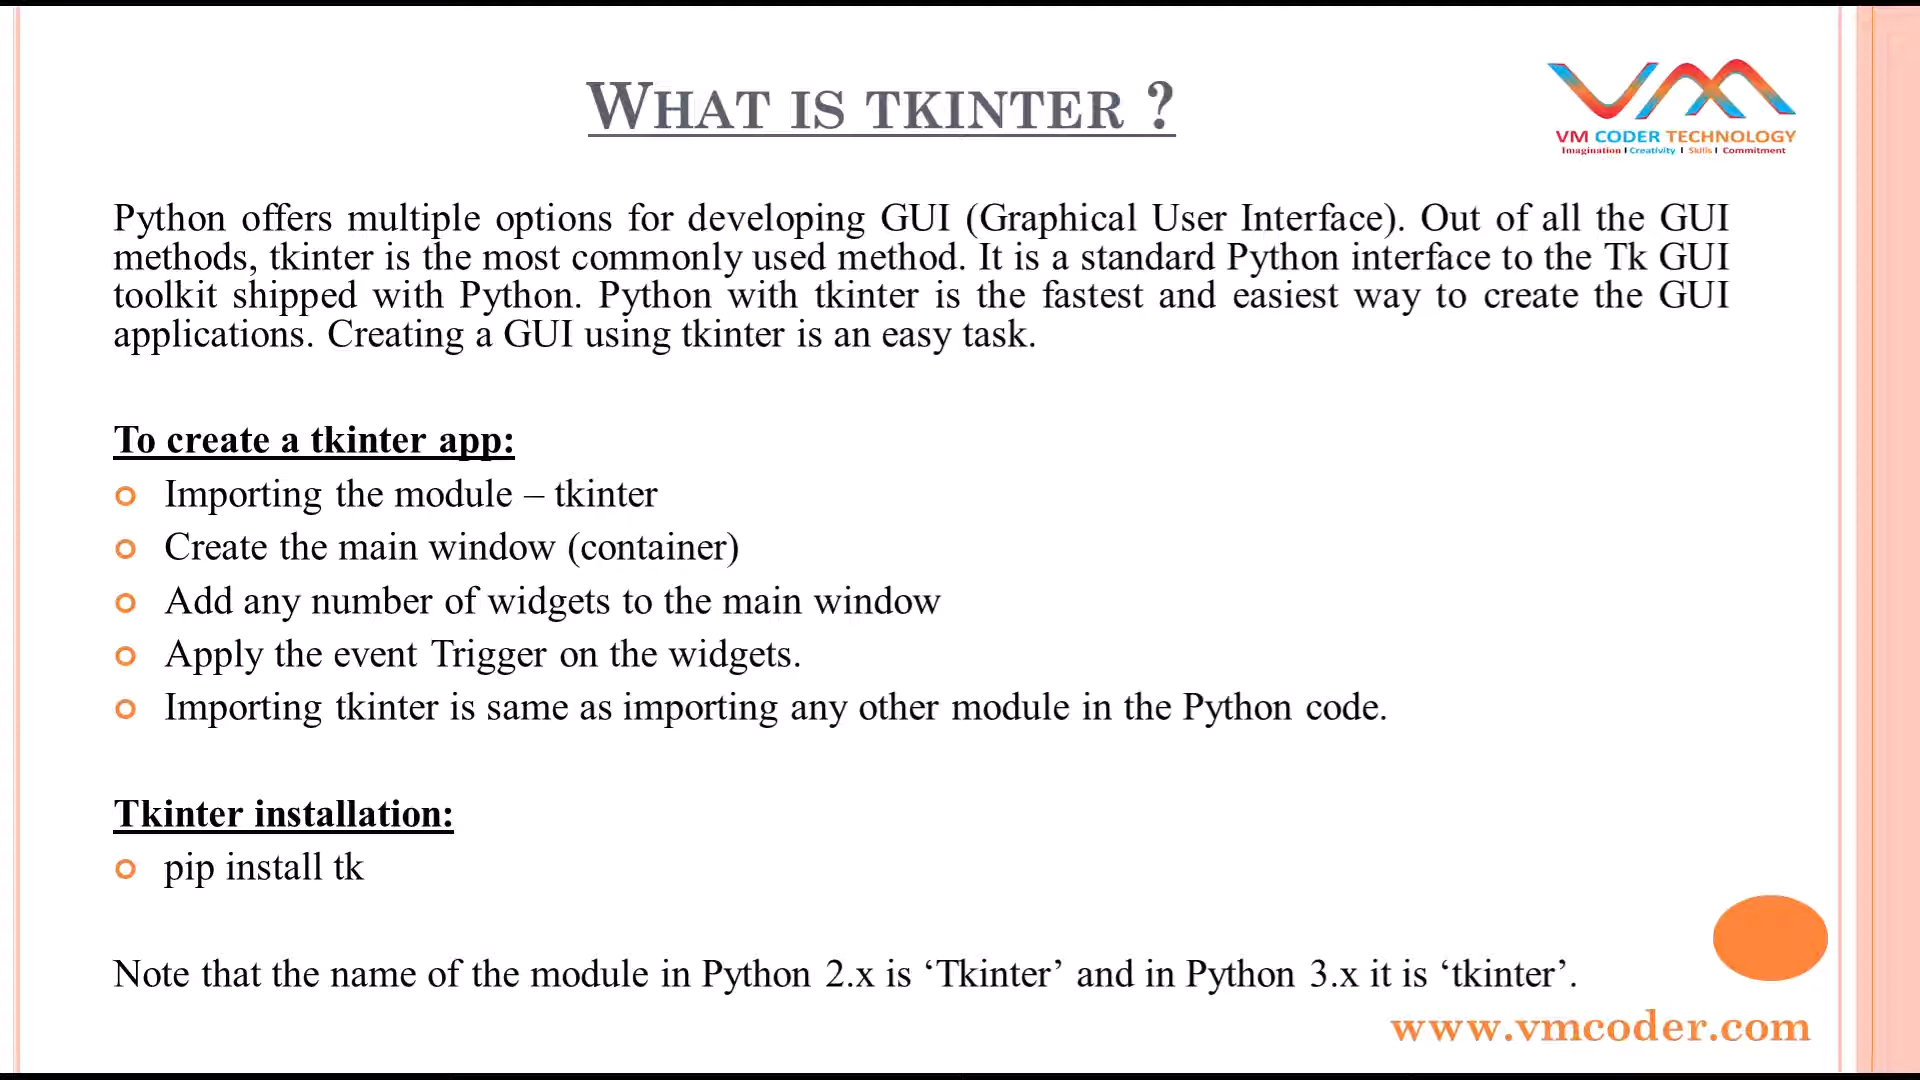 WHAT IS TKINTER ?
VM CODER TECHNOLOGY
Imagination I Creativity I Skills I Commitment
Python offers multiple options for developing GUI (Graphical User Interface). Out of all the GUI
methods, tkinter is the most commonly used method. It is a standard Python interface to the Tk GUI
toolkit shipped with Python. Python with tkinter is the fastest and easiest way to create the GUI
applications. Creating a GUI using tkinter is an easy task.
To create a tkinter app:
Importing the module – tkinter
Create the main window (container)
Add any number of widgets to the main window
Apply the event Trigger on the widgets.
Importing tkinter is same as importing any other module in the Python code.
Tkinter installation:
pip install tk
Note that the name of the module in Python 2.x is ‘Tkinter’ and in Python 3.x it is ‘tkinter’.
www.vmcoder.com